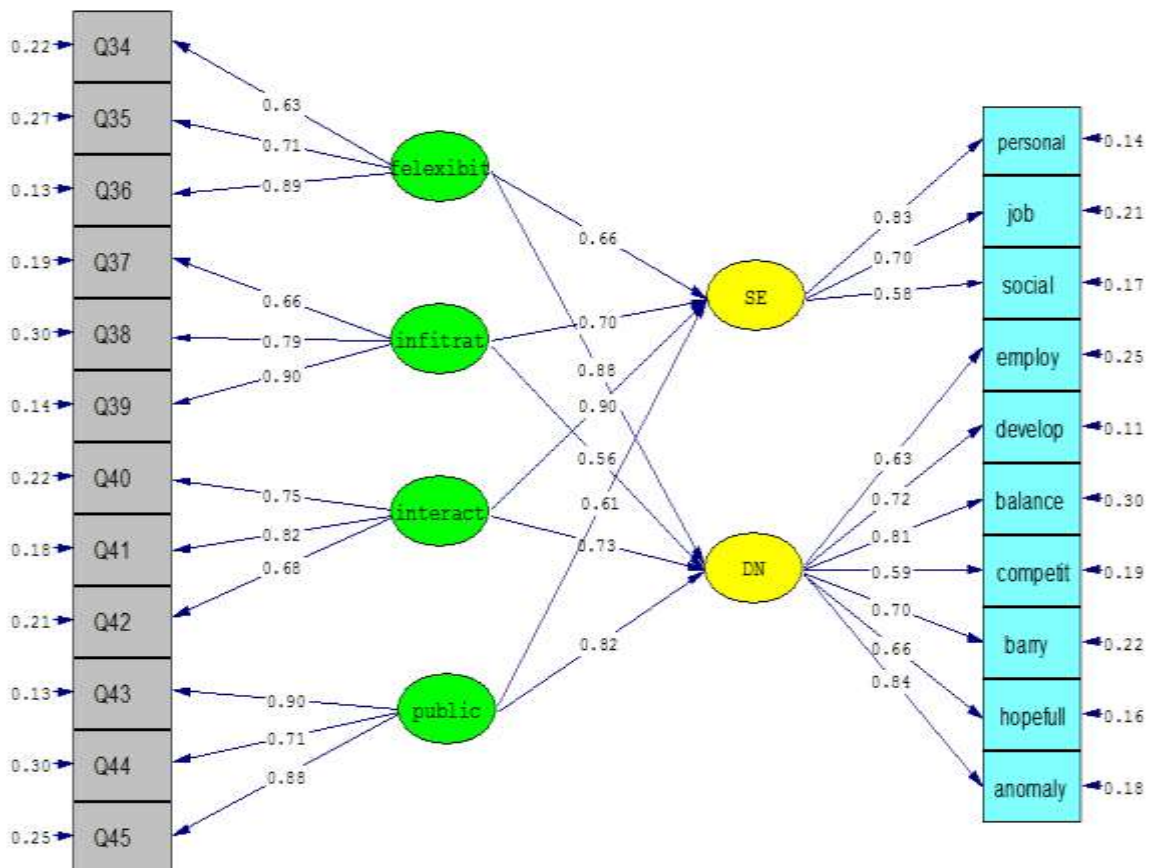 0.22 Q34
0.27 Q35
0.13 Q36
0.19 Q37
0.30 Q38
0.14 Q39
0.22 Q40
0.18 Q41
0.21 Q42
0.13 Q43
0.30 Q44
0.25 Q45
0.63
0.71
0.89
0.66
0.79
0.90
0.75
0.82
0.68
0.90
0.71
0.88
felexibit
infitrat
interact
public
0.66
0.70
0.88
0.90
0.56
0.61
0.73
0.82
SE
DN
0.83
0.70
0.58
0.63
0.72
0.81
0.59
0.70
0.66
0.84
personal 0.14
job 0.21
social 0.17
employ 0.25
develop 0.11
balance 0.30
competit 0.19
barry 0.22
hopefull 0.16
anomaly 0.18